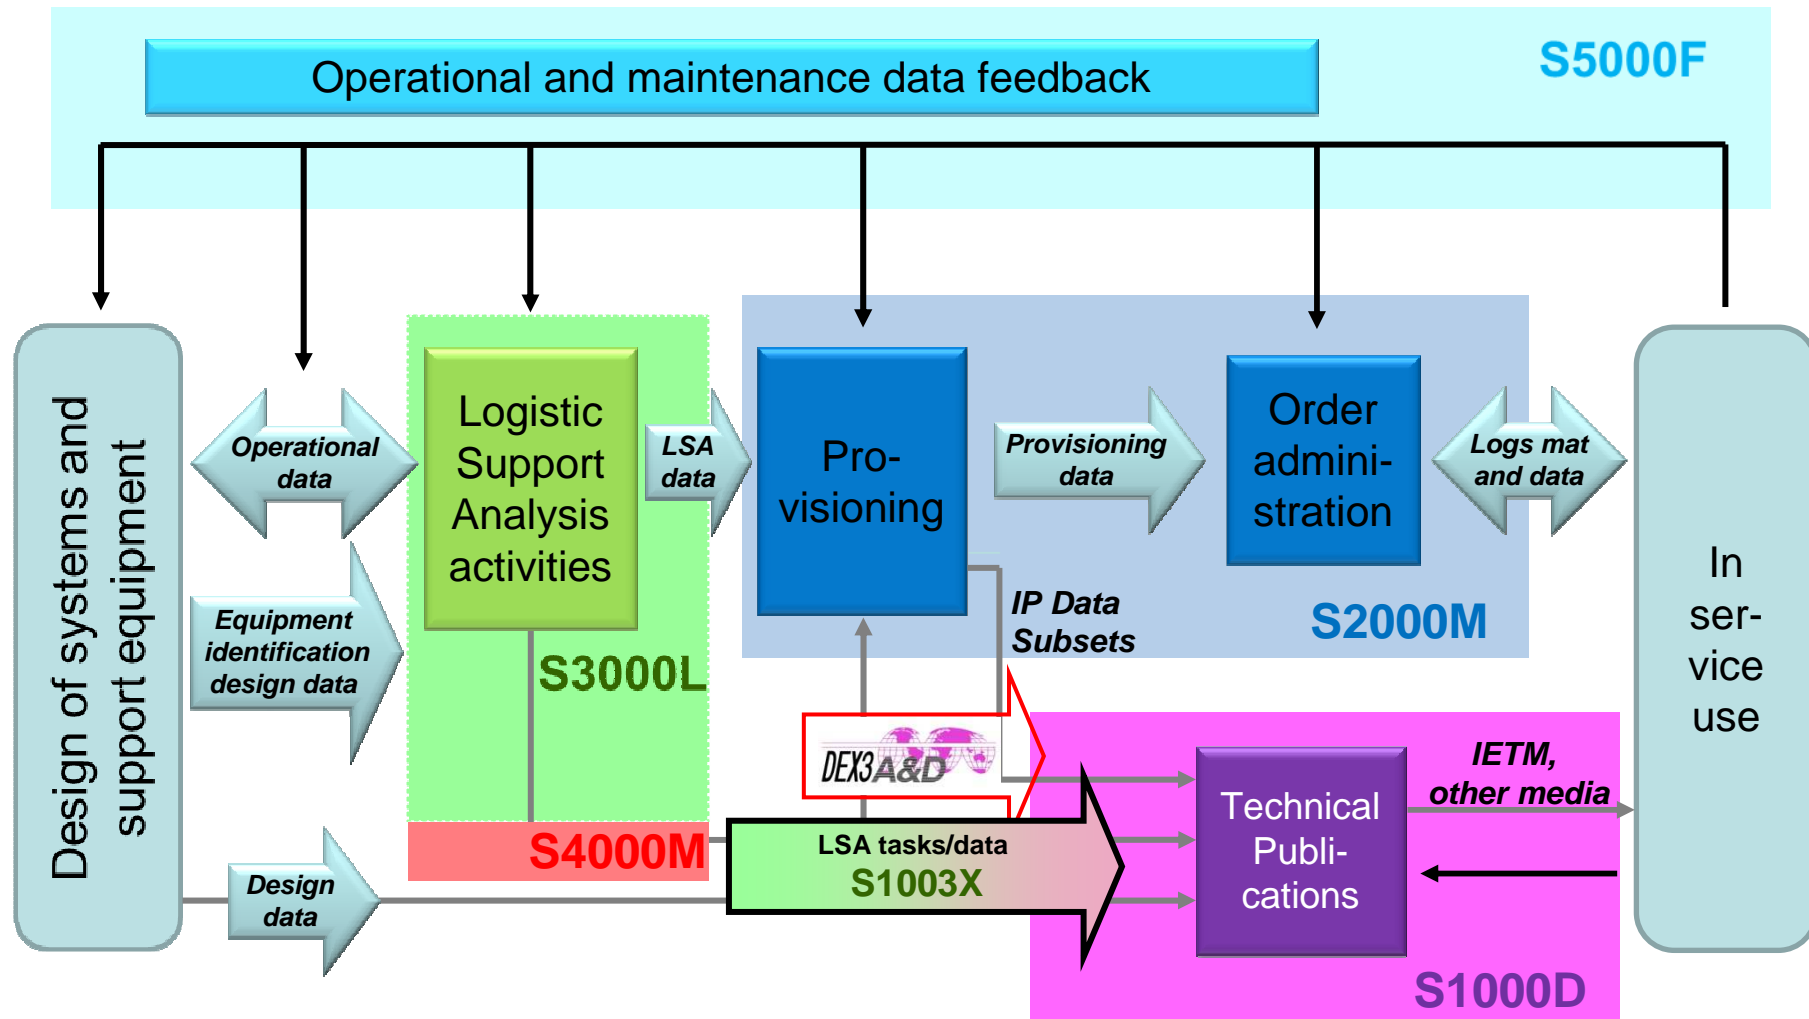 Operational and maintenance data feedback
S5000F
Design of systems and
support equipment
Operational
data
Equipment
identification
design data
Design
data
Logistic
Support
Analysis
activities
S3000L
S4000M
LSA
data
Pro-
visioning
Provisioning
data
Order
admini-
stration
S2000M
IP Data
Subsets
Logs mat
and data
In
ser-
vice
use
DEX3A&D
LSA tasks/data
S1003X
Technical
Publi-
cations
IETM,
other media
S1000D